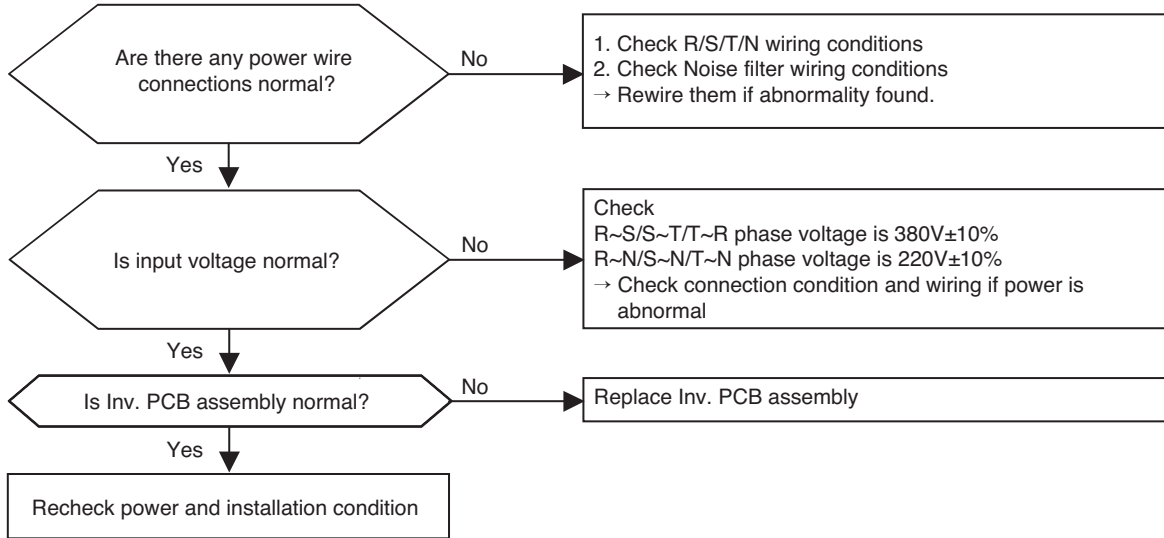 Are there any power wire
connections normal?
No
1. Check R/S/T/N wiring conditions
2. Check Noise filter wiring conditions
→ Rewire them if abnormality found.
Yes
Is input voltage normal?
No
Check
R~S/S~T/T~R phase voltage is 380V±10%
R~N/S~N/T~N phase voltage is 220V±10%
→ Check connection condition and wiring if power is
abnormal
Yes
Is Inv. PCB assembly normal?
No
Replace Inv. PCB assembly
Yes
Recheck power and installation condition